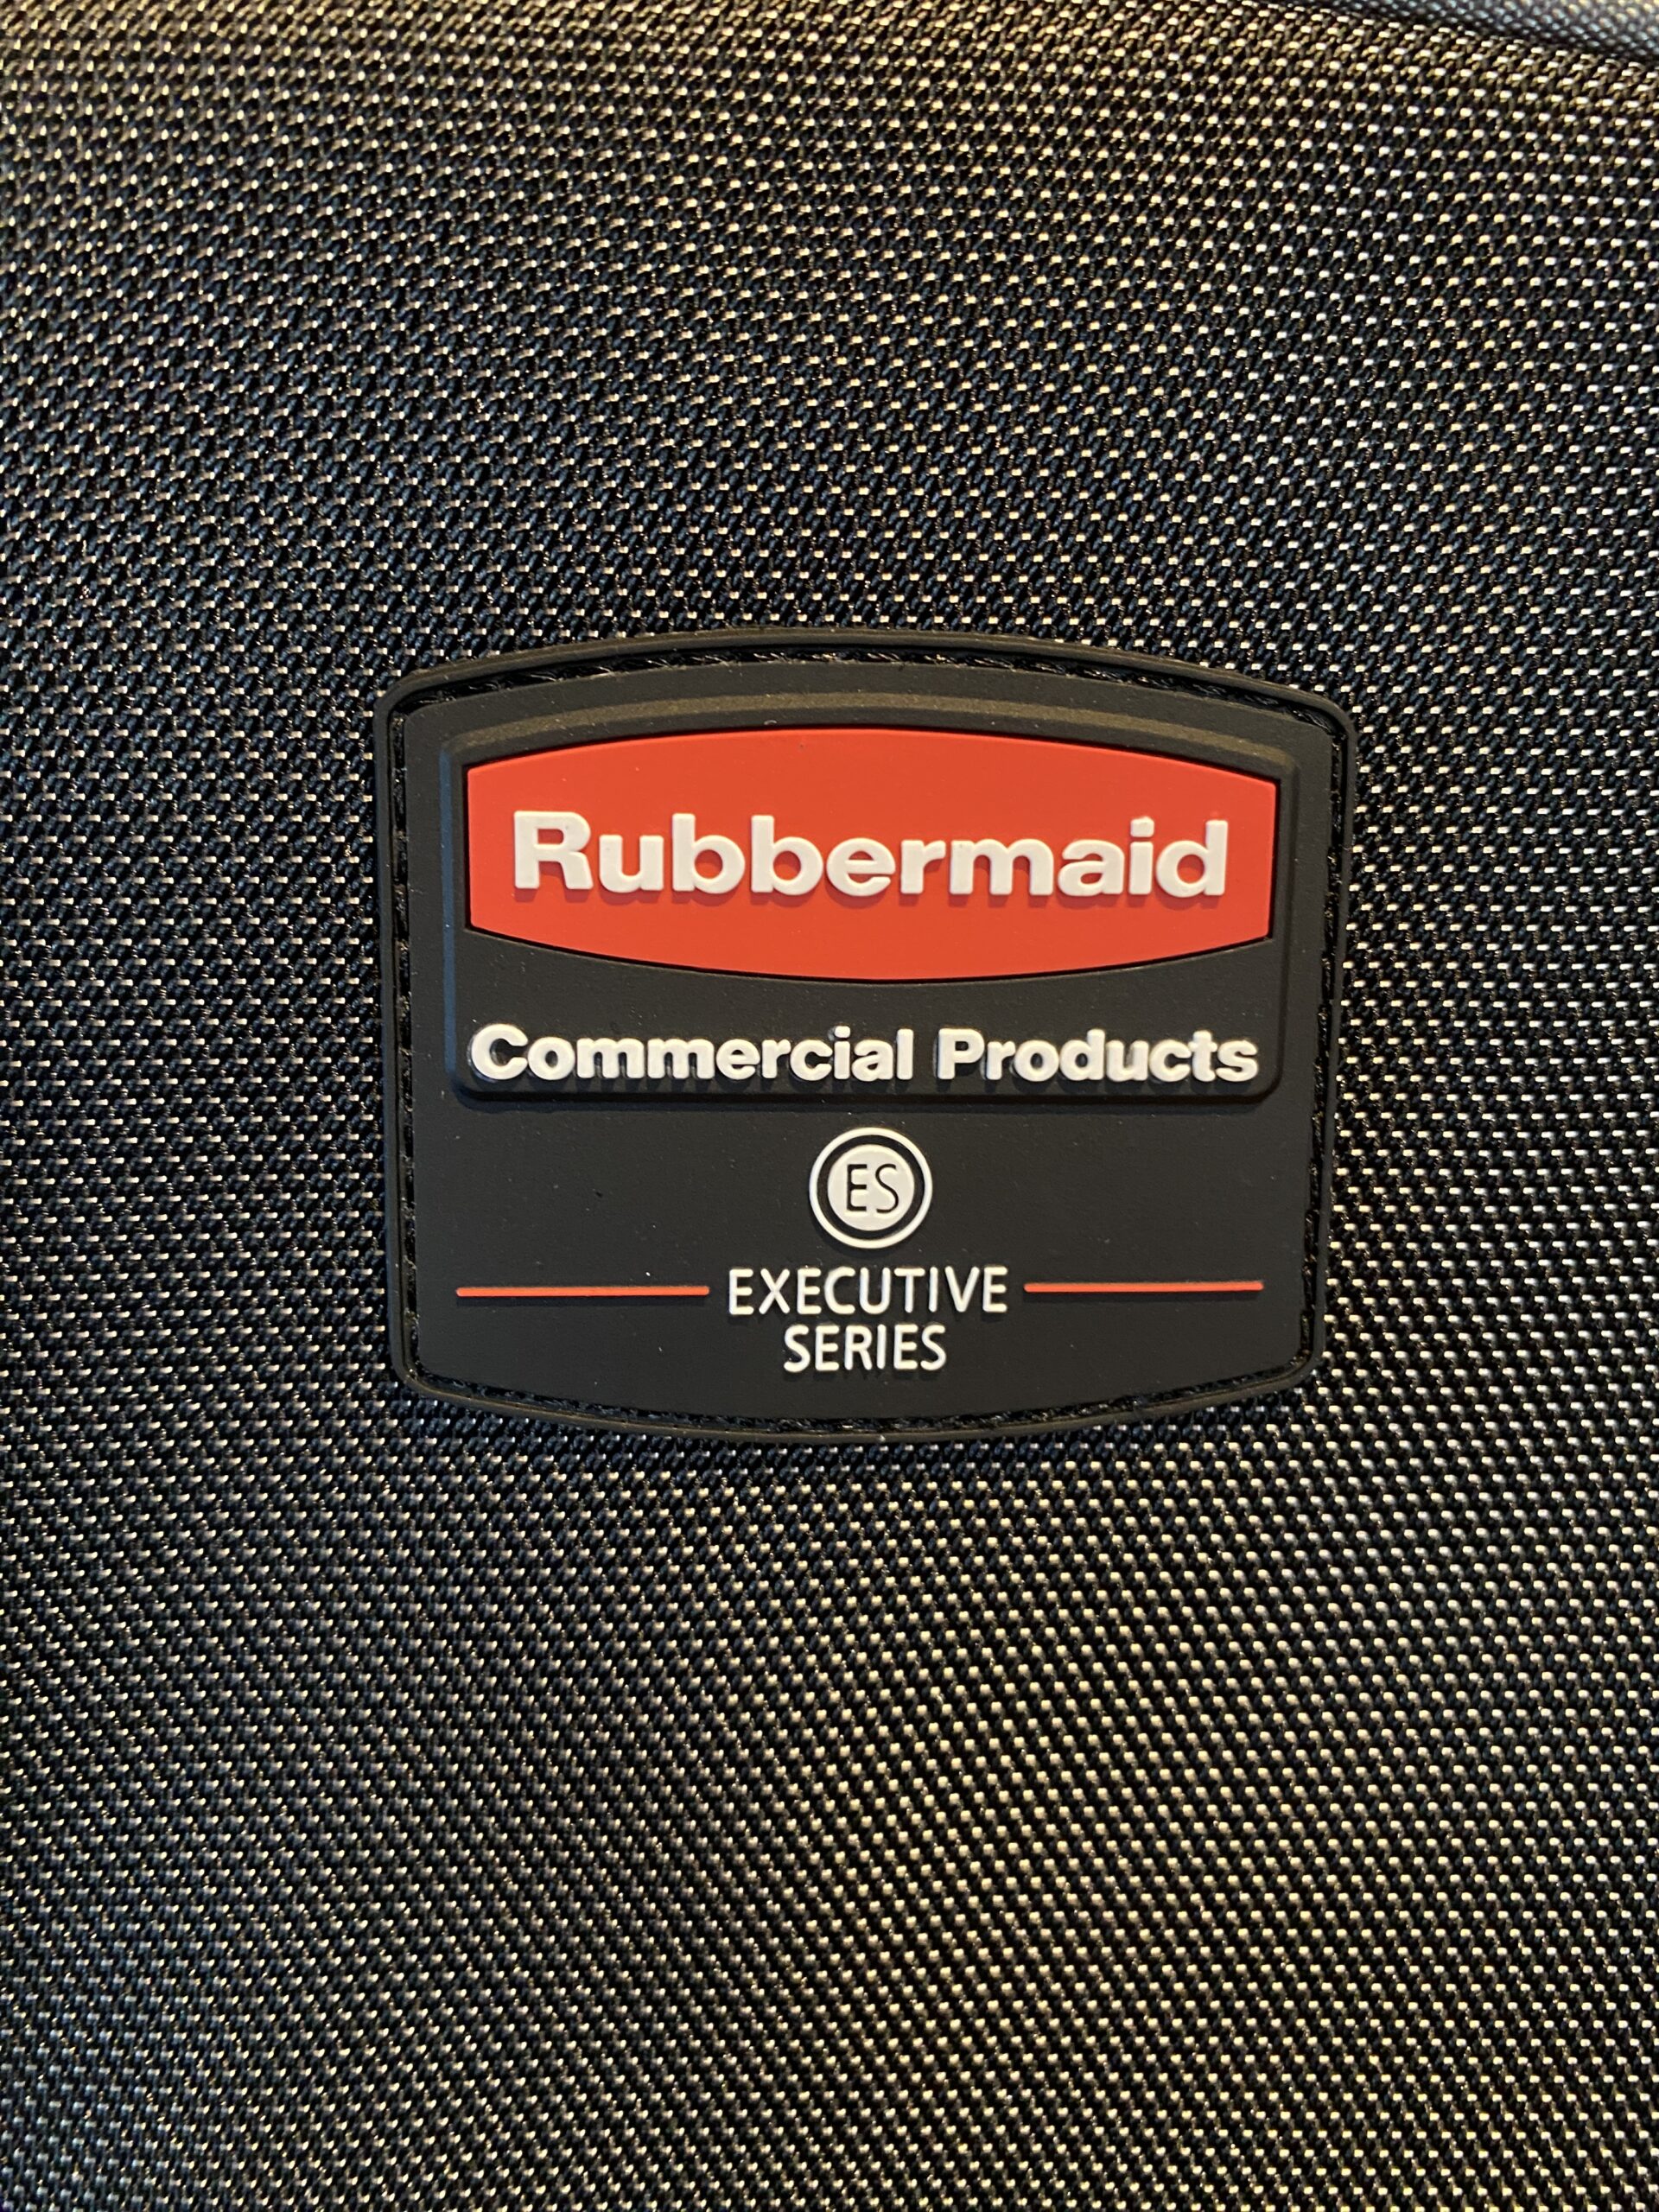 Rubbermaid
Commercial Products
ES
EXECUTIVE
SERIES